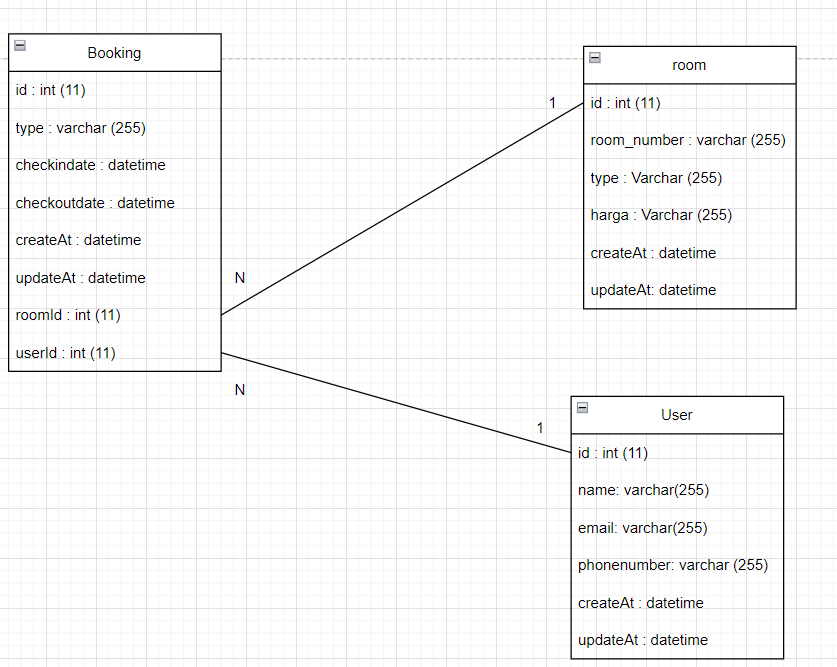 Booking
id : int (11)
type : varchar (255)
checkindate : datetime
checkoutdate : datetime
createAt : datetime
updateAt : datetime
roomId : int (11)
userId : int (11)
N
N
1
1
room
id : int (11)
room_number : varchar (255)
type : Varchar (255)
harga : Varchar (255)
createAt : datetime
updateAt: datetime
User
id : int (11)
name: varchar(255)
email: varchar(255)
phonenumber: varchar (255)
createAt : datetime
updateAt : datetime